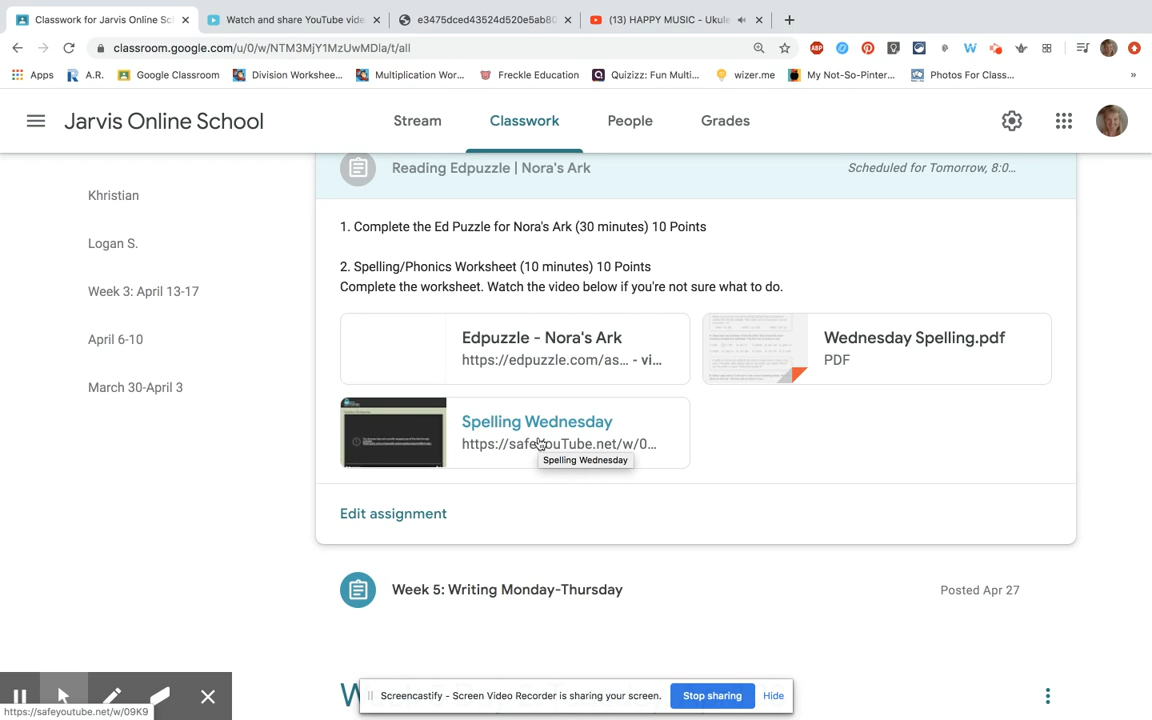 Classroom for Jarvis Online Sc
Watch and share YouTube vide
e3475dced43524d520e5ab80
(13) HAPPY MUSIC - Ukule
classroom.google.com/u/0/w/NTM3MjY1MzUwMDla/t/all
ABP
Apps
A.R.
Google Classroom
Division Workshee...
Multiplication Wor...
Freckle Education
Quizizz: Fun Multi...
wizer.me
My Not-So-Pinter...
Photos For Class...
»
Jarvis Online School
Stream
Classwork
People
Grades
Reading Edpuzzle | Nora's Ark
Scheduled for Tomorrow, 8:0...
Khristian
Logan S.
Week 3: April 13-17
April 6-10
March 30-April 3
1. Complete the Ed Puzzle for Nora's Ark (30 minutes) 10 Points
2. Spelling/Phonics Worksheet (10 minutes) 10 Points
Complete the worksheet. Watch the video below if you're not sure what to do.
Edpuzzle - Nora's Ark
https://edpuzzle.com/as... - vi...
Wednesday Spelling.pdf
PDF
Spelling Wednesday
https://safeyouTube.net/w/0...
Spelling Wednesday
Edit assignment
Week 5: Writing Monday-Thursday
Posted Apr 27
Screencastify - Screen Video Recorder is sharing your screen.
Stop sharing
Hide
https://safeyoutube.net/w/09K9